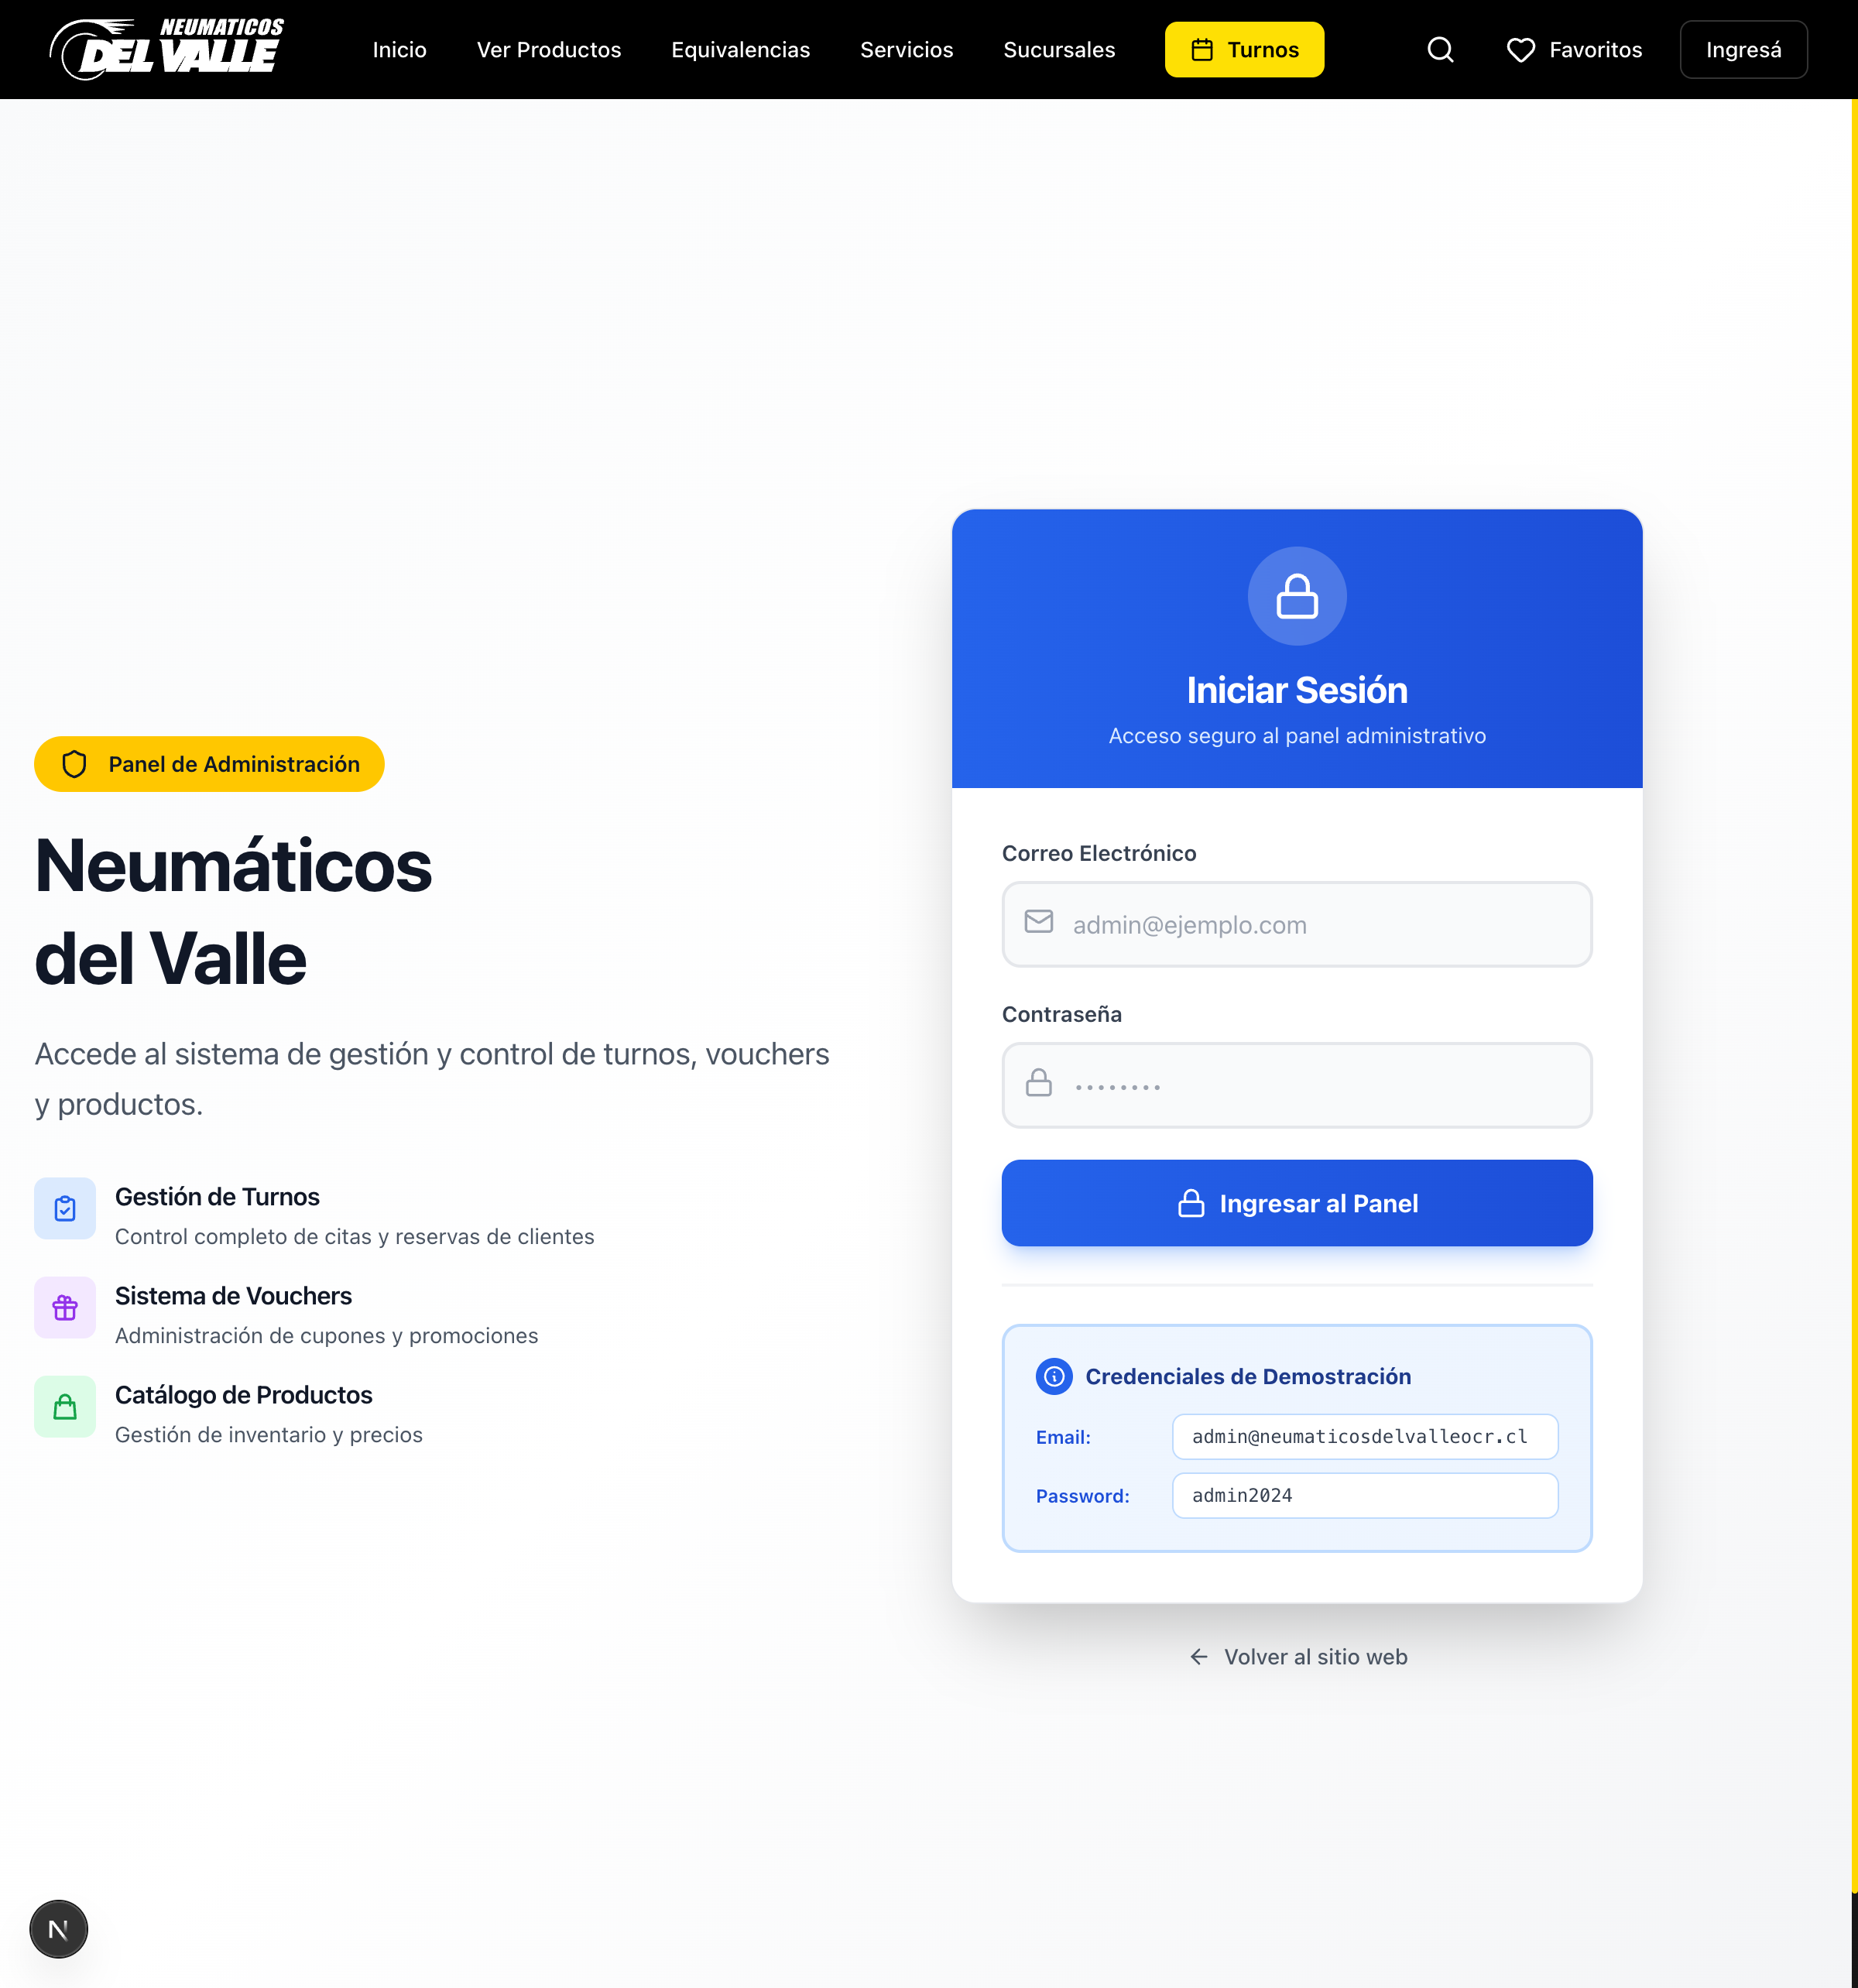 NEUMATICOS
DEL VALLE
Inicio
Ver Productos
Equivalencias
Servicios
Sucursales
Turnos
Favoritos
Ingresá
Panel de Administración
Neumáticos
del Valle
Accede al sistema de gestión y control de turnos, vouchers
y productos.
Gestión de Turnos
Control completo de citas y reservas de clientes
Sistema de Vouchers
Administración de cupones y promociones
Catálogo de Productos
Gestión de inventario y precios
Iniciar Sesión
Acceso seguro al panel administrativo
Correo Electrónico
admin@ejemplo.com
Contraseña
••••••••
Ingresar al Panel
Credenciales de Demostración
Email: admin@neumaticosdelvalleocr.cl
Password: admin2024
← Volver al sitio web
N